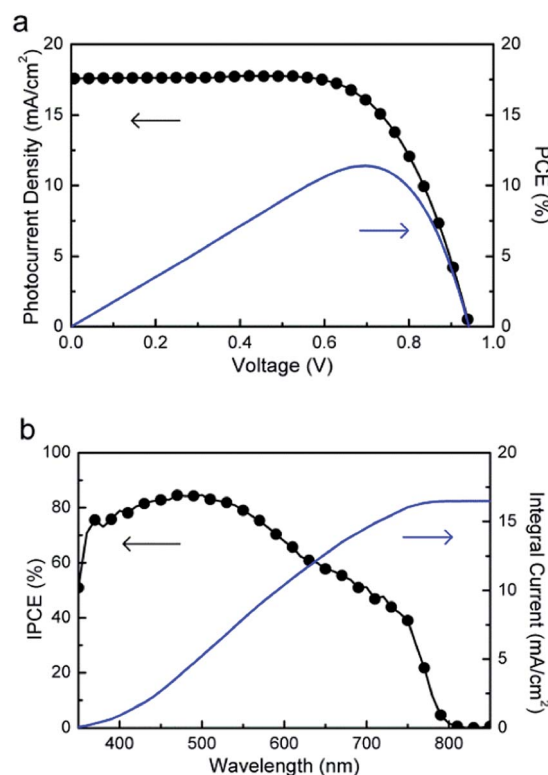 a
20
15
10
5
0
Photocurrent Density (mA/cm²)
20
15
10
5
0
PCE (%)
0.0 0.2 0.4 0.6 0.8 1.0
Voltage (V)
b
100
80
60
40
20
0
IPCE (%)
20
15
10
5
0
Integral Current (mA/cm²)
400 500 600 700 800
Wavelength (nm)